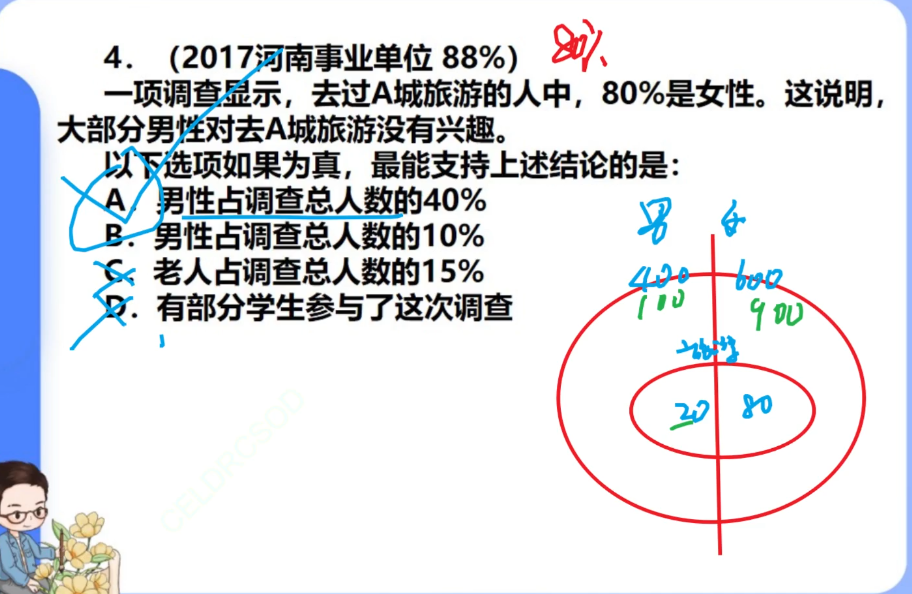 4. （2017河南事业单位 88%） 80%
一项调查显示，去过A城旅游的人中，80%是女性。这说明，
大部分男性对去A城旅游没有兴趣。
以下选项如果为真，最能支持上述结论的是：
A．男性占调查总人数的40%
B．男性占调查总人数的10%
C．老人占调查总人数的15%
D．有部分学生参与了这次调查
男 女
400 600
100 900
20 80
CELDRCSOD